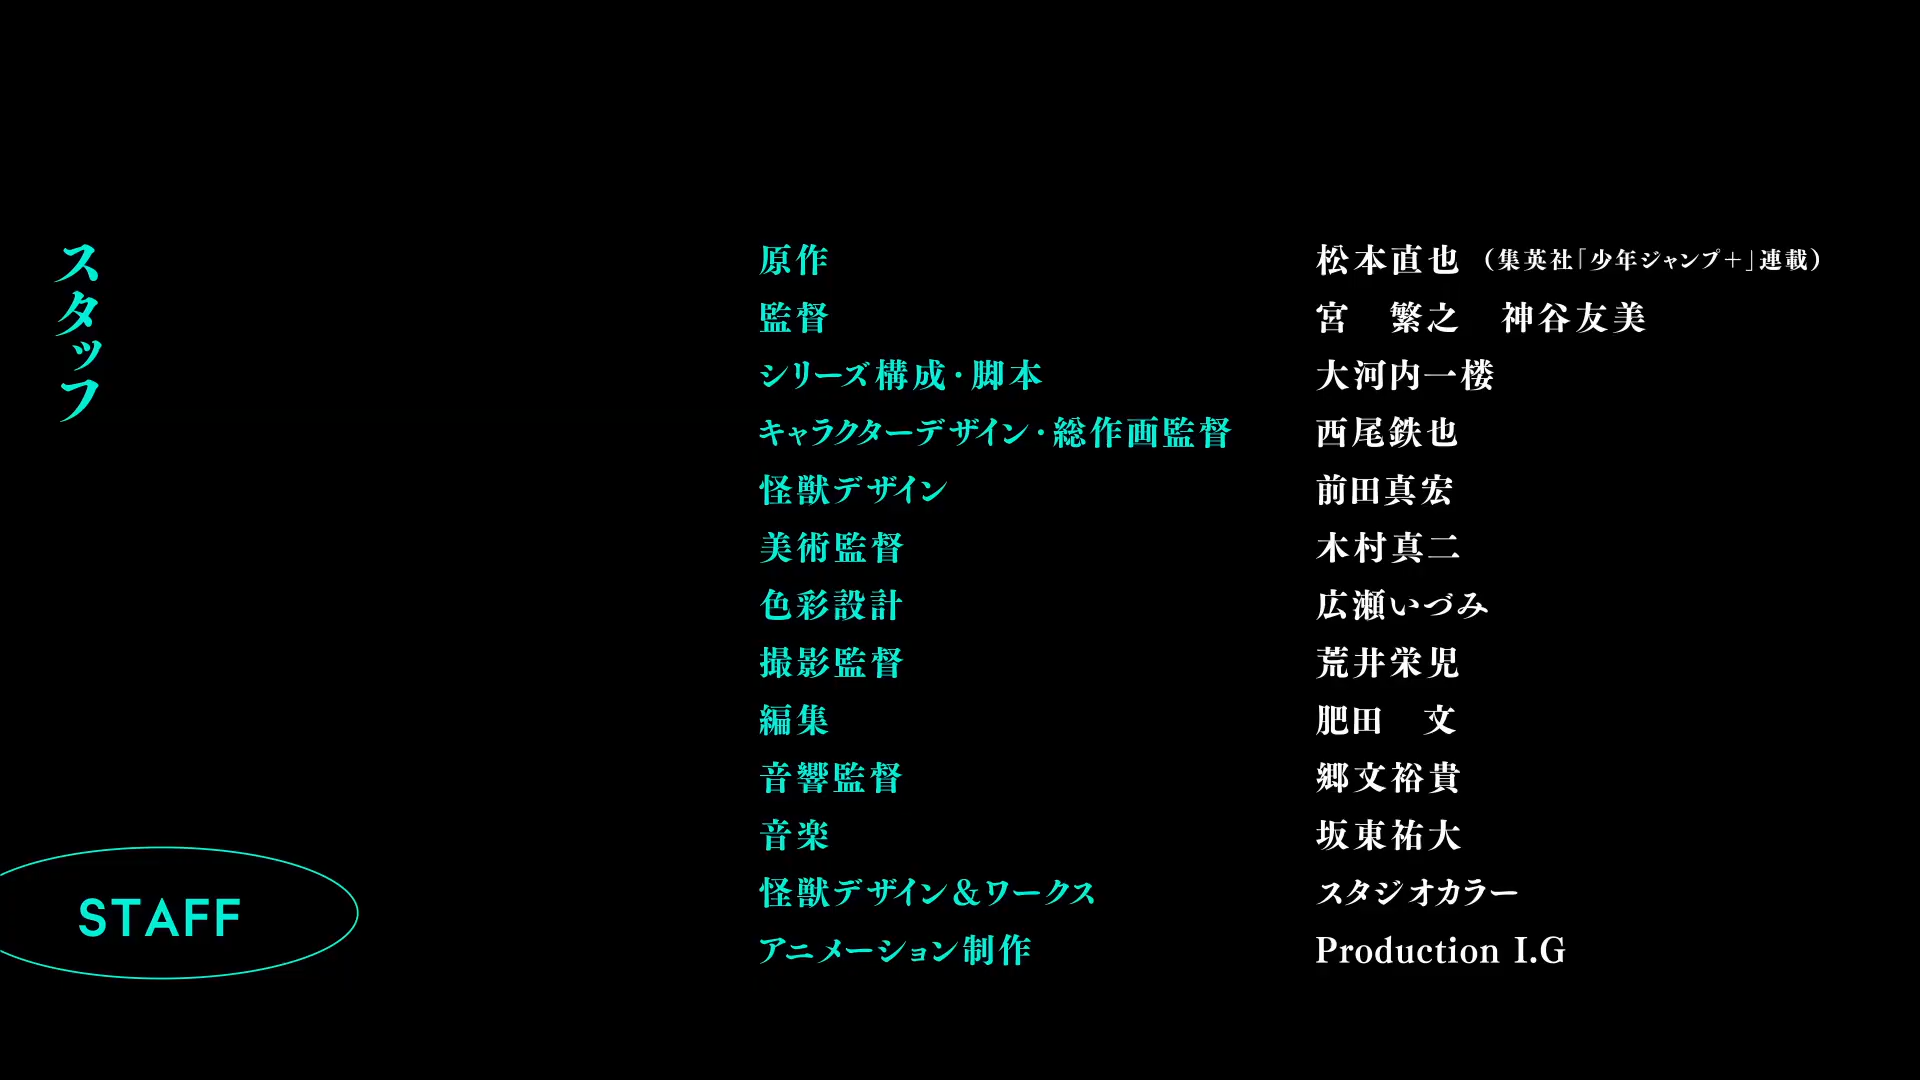 スタッフ
原作 松本直也 (集英社「少年ジャンプ＋」連載)
監督 宮　繁之　神谷友美
シリーズ構成・脚本 大河内一楼
キャラクターデザイン・総作画監督 西尾鉄也
怪獣デザイン 前田真宏
美術監督 木村真二
色彩設計 広瀬いづみ
撮影監督 荒井栄児
編集 肥田　文
音響監督 郷文裕貴
音楽 坂東祐大
怪獣デザイン＆ワークス スタジオカラー
アニメーション制作 Production I.G
STAFF